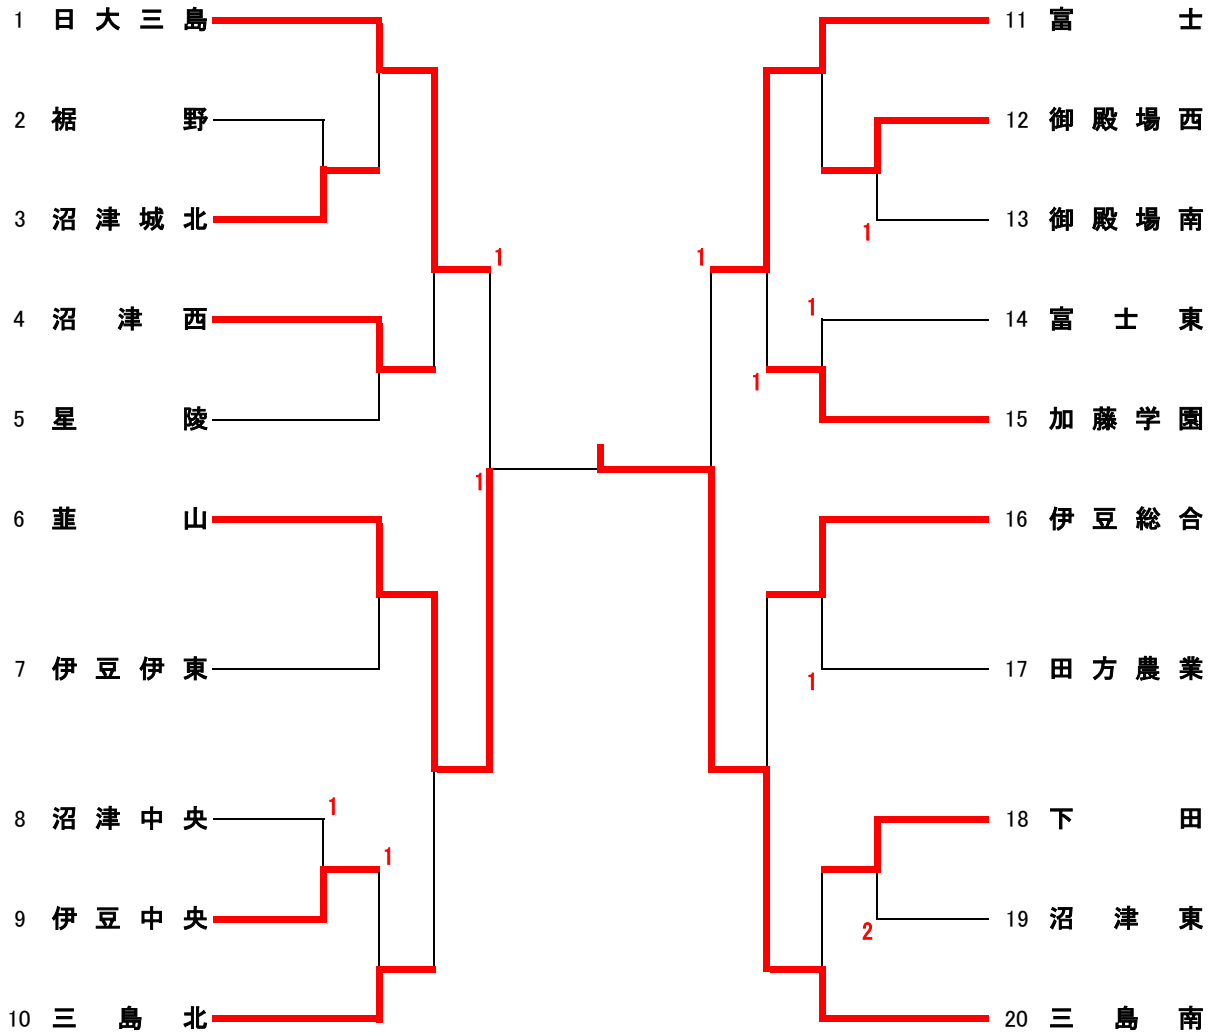 1 日大三島
2 裾野
3 沼津城北
1
4 沼津西
5 星陵
1
6 韮山
7 伊豆伊東
8 沼津中央
1
1
9 伊豆中央
10 三島北
11 富士
12 御殿場西
13 御殿場南
1
1
1
14 富士東
1
15 加藤学園
16 伊豆総合
17 田方農業
1
18 下田
19 沼津東
2
20 三島南